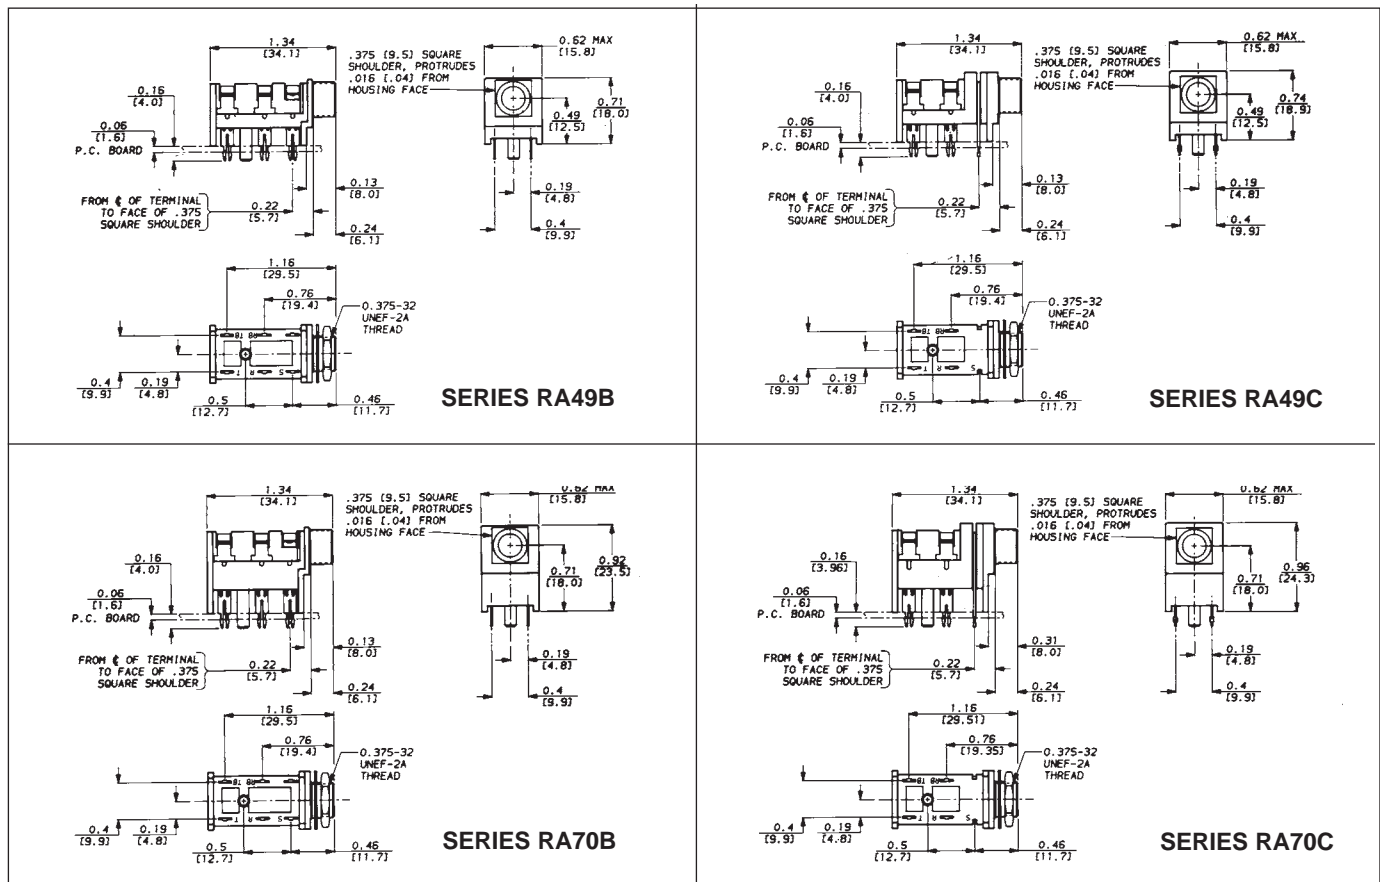 1.34
[34.1]
.375 [9.5] SQUARE
SHOULDER, PROTRUDES
.016 [.04] FROM
HOUSING FACE
0.62 MAX
[15.8]
0.16
[4.0]
0.06
[1.6]
P.C. BOARD
0.71
[18.0]
0.49
[12.5]
FROM ℄ OF TERMINAL
TO FACE OF .375
SQUARE SHOULDER
0.22
[5.7]
0.13
[8.0]
0.24
[6.1]
0.19
[4.8]
0.4
[9.9]
1.16
[29.5]
0.76
[19.4]
0.375-32
UNEF-2A
THREAD
TB RB
T R S
0.4
[9.9]
0.19
[4.8]
0.5
[12.7]
0.46
[11.7]
SERIES RA49B
1.34
[34.1]
.375 [9.5] SQUARE
SHOULDER, PROTRUDES
.016 [.04] FROM
HOUSING FACE
0.62 MAX
[15.8]
0.16
[4.0]
0.06
[1.6]
P.C. BOARD
0.74
[18.9]
0.49
[12.5]
FROM ℄ OF TERMINAL
TO FACE OF .375
SQUARE SHOULDER
0.22
[5.7]
0.13
[8.0]
0.24
[6.1]
0.19
[4.8]
0.4
[9.9]
1.16
[29.5]
0.76
[19.4]
0.375-32
UNEF-2A
THREAD
TB RB
T R S
0.4
[9.9]
0.19
[4.8]
0.5
[12.7]
0.46
[11.7]
SERIES RA49C
1.34
[34.1]
.375 [9.5] SQUARE
SHOULDER, PROTRUDES
.016 [.04] FROM
HOUSING FACE
0.62 MAX
[15.8]
0.16
[4.0]
0.06
[1.6]
P.C. BOARD
0.92
[23.5]
0.71
[18.0]
FROM ℄ OF TERMINAL
TO FACE OF .375
SQUARE SHOULDER
0.22
[5.7]
0.13
[8.0]
0.24
[6.1]
0.19
[4.8]
0.4
[9.9]
1.16
[29.5]
0.76
[19.4]
0.375-32
UNEF-2A
THREAD
TB RB
T R S
0.4
[9.9]
0.19
[4.8]
0.5
[12.7]
0.46
[11.7]
SERIES RA70B
1.34
[34.1]
.375 [9.5] SQUARE
SHOULDER, PROTRUDES
.016 [.04] FROM
HOUSING FACE
0.62 MAX
[15.8]
0.16
[3.96]
0.06
[1.6]
P.C. BOARD
0.96
[24.3]
0.71
[18.0]
FROM ℄ OF TERMINAL
TO FACE OF .375
SQUARE SHOULDER
0.22
[5.7]
0.31
[8.0]
0.24
[6.1]
0.19
[4.8]
0.4
[9.9]
1.16
[29.51]
0.76
[19.35]
0.375-32
UNEF-2A
THREAD
TB RB
T R S
0.4
[9.9]
0.19
[4.8]
0.5
[12.7]
0.46
[11.7]
SERIES RA70C